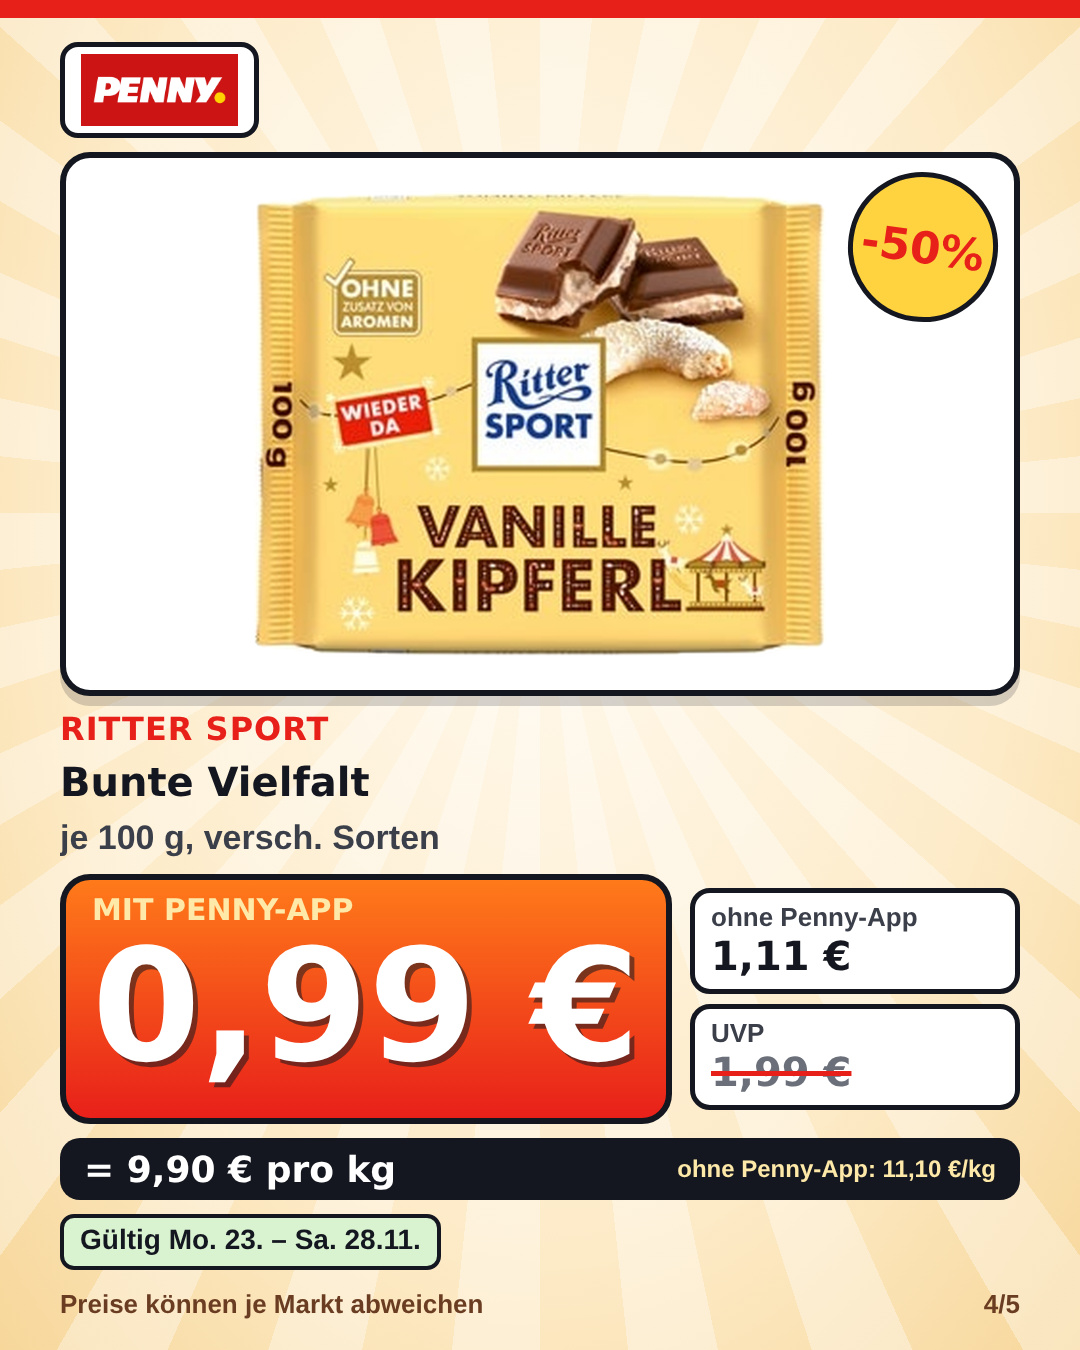 PENNY.
-50%
Ritter
SPORT
OHNE
ZUSATZ VON
AROMEN
WIEDER
DA
Ritter
SPORT
100 g
100 g
VANILLE
KIPFERL
RITTER SPORT
Bunte Vielfalt
je 100 g, versch. Sorten
MIT PENNY-APP
0,99 €
ohne Penny-App
1,11 €
UVP
1,99 €
= 9,90 € pro kg
ohne Penny-App: 11,10 €/kg
Gültig Mo. 23. – Sa. 28.11.
Preise können je Markt abweichen
4/5